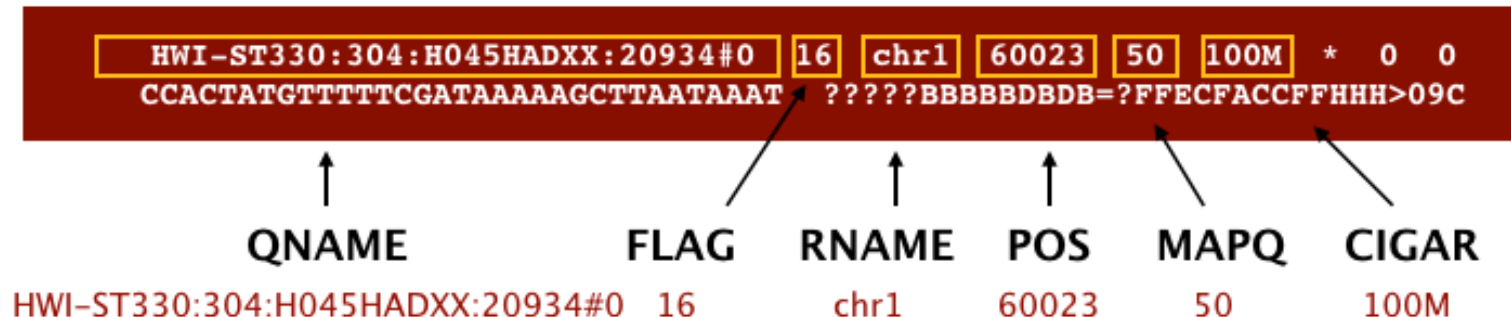 HWI-ST330:304:H045HADXX:20934#0 16 chr1 60023 50 100M * 0 0
CCACTATGTTTTTCGATAAAAAGCTTAATAAAT ?????BBBBBDBDB=?FFECFACCFFHHH>09C
QNAME FLAG RNAME POS MAPQ CIGAR
HWI-ST330:304:H045HADXX:20934#0 16 chr1 60023 50 100M